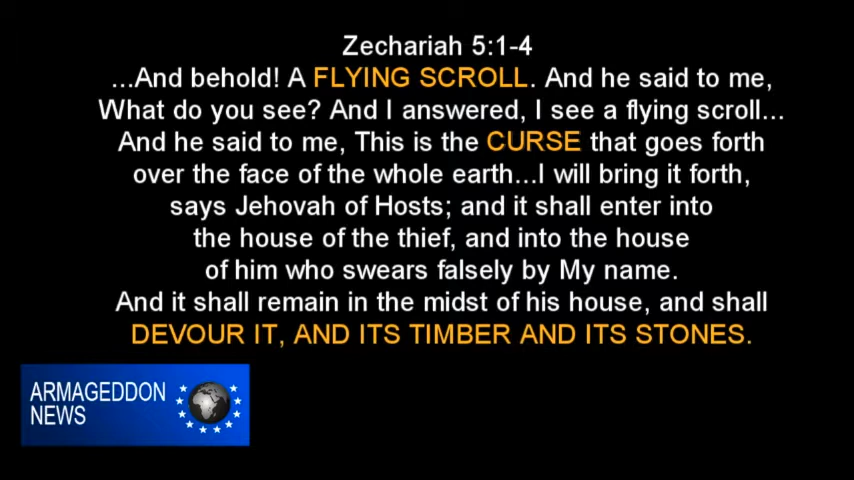 Zechariah 5:1-4
...And behold! A FLYING SCROLL. And he said to me,
What do you see? And I answered, I see a flying scroll...
And he said to me, This is the CURSE that goes forth
over the face of the whole earth...I will bring it forth,
says Jehovah of Hosts; and it shall enter into
the house of the thief, and into the house
of him who swears falsely by My name.
And it shall remain in the midst of his house, and shall
DEVOUR IT, AND ITS TIMBER AND ITS STONES.
ARMAGEDDON
NEWS